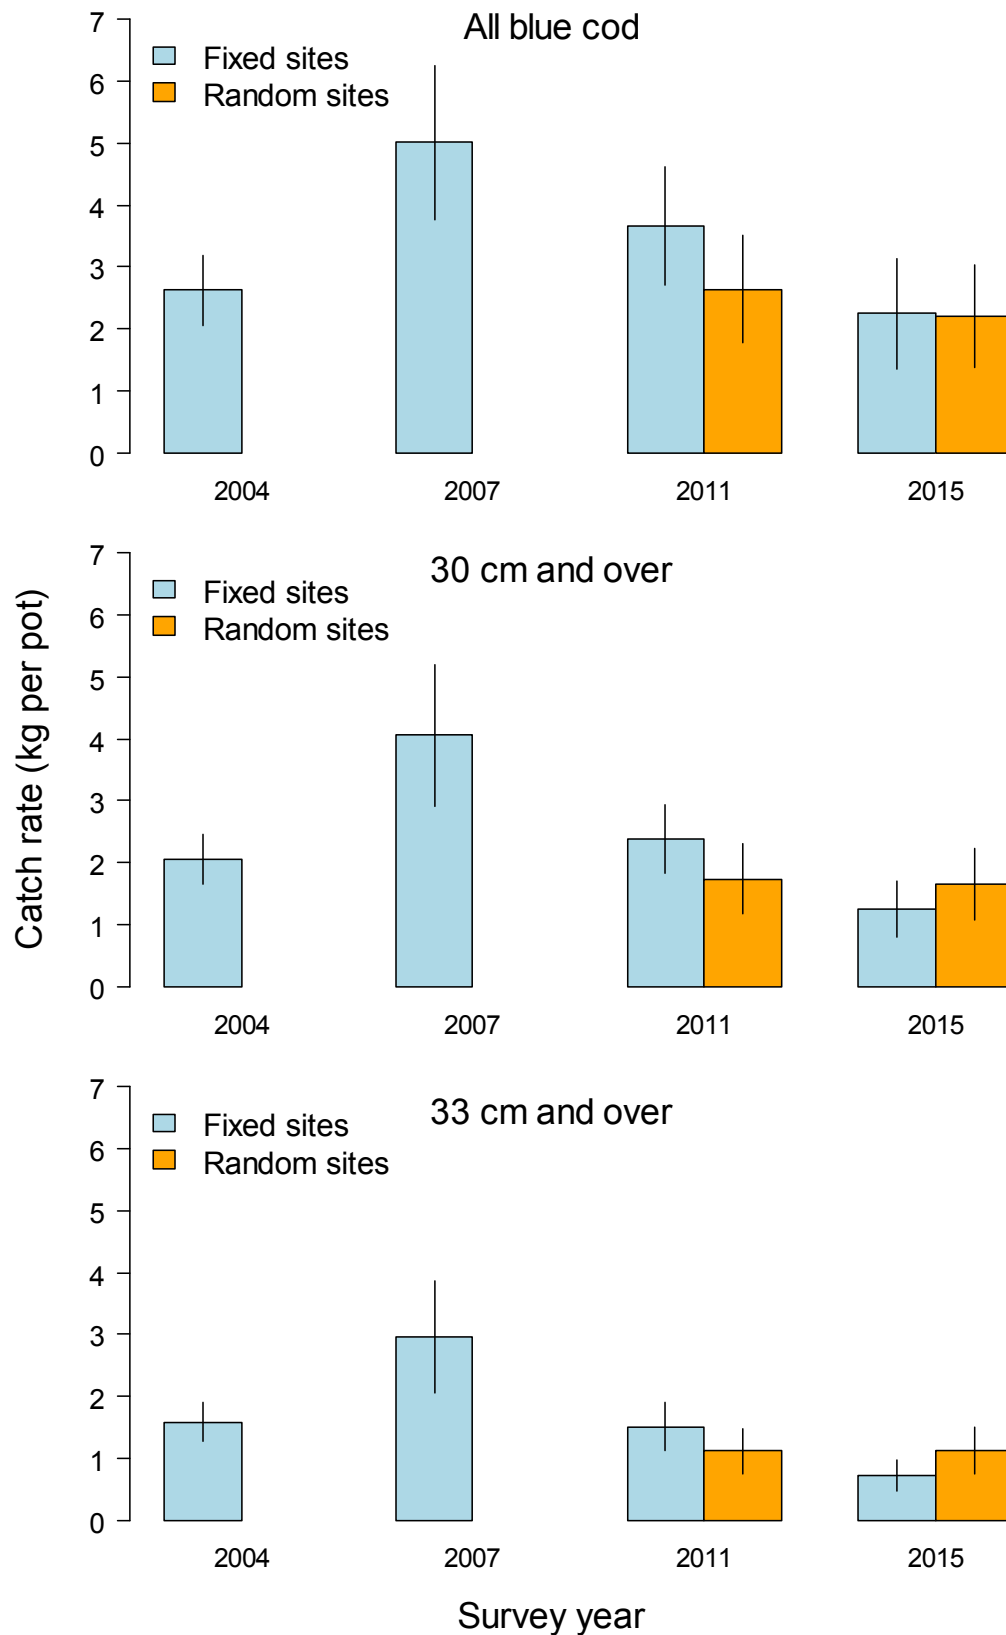 All blue cod
Fixed sites
Random sites
7
6
5
4
3
2
1
0
2004 2007 2011 2015
30 cm and over
Fixed sites
Random sites
7
6
5
4
3
2
1
0
2004 2007 2011 2015
33 cm and over
Fixed sites
Random sites
7
6
5
4
3
2
1
0
2004 2007 2011 2015
Catch rate (kg per pot)
Survey year